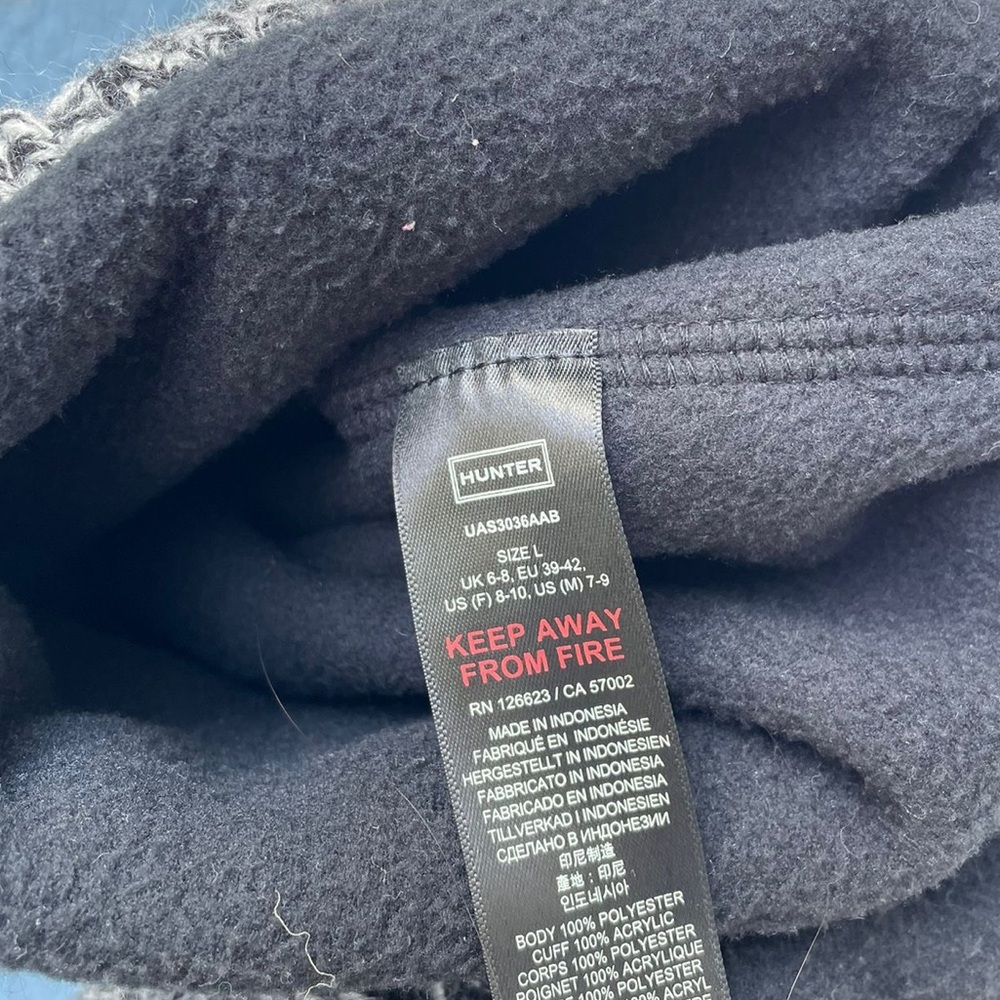 HUNTER
UAS3036AAB
SIZE L
UK 6-8, EU 39-42,
US (F) 8-10, US (M) 7-9
KEEP AWAY
FROM FIRE
RN 126623 / CA 57002
MADE IN INDONESIA
FABRIQUÉ EN INDONÉSIE
HERGESTELLT IN INDONESIEN
FABBRICATO IN INDONESIA
FABRICADO EN INDONESIA
TILLVERKAD I INDONESIEN
СДЕЛАНО В ИНДОНЕЗИИ
印尼制造
產地：印尼
인도네시아
BODY 100% POLYESTER
CUFF 100% ACRYLIC
CORPS 100% POLYESTER
POIGNET 100% ACRYLIQUE
POLYESTER
100% ACRYL